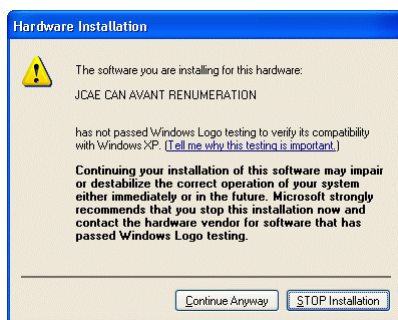 Hardware Installation
The software you are installing for this hardware:
JCAE CAN AVANT RENUMERATION
has not passed Windows Logo testing to verify its compatibility
with Windows XP. (Tell me why this testing is important.)
Continuing your installation of this software may impair
or destabilize the correct operation of your system
either immediately or in the future. Microsoft strongly
recommends that you stop this installation now and
contact the hardware vendor for software that has
passed Windows Logo testing.
Continue Anyway STOP Installation